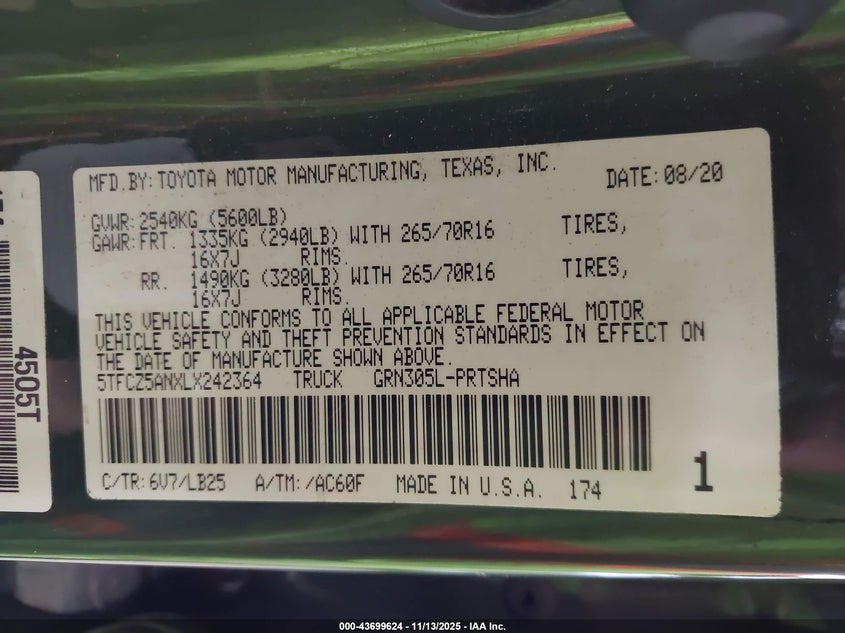 MFD.BY:TOYOTA MOTOR MANUFACTURING, TEXAS, INC. DATE:08/20
GVWR:2540KG (5600LB)
GAWR:FRT. 1335KG (2940LB) WITH 265/70R16 TIRES,
16X7J RIMS.
RR. 1490KG (3280LB) WITH 265/70R16 TIRES,
16X7J RIMS.
THIS VEHICLE CONFORMS TO ALL APPLICABLE FEDERAL MOTOR
VEHICLE SAFETY AND THEFT PREVENTION STANDARDS IN EFFECT ON
THE DATE OF MANUFACTURE SHOWN ABOVE.
5TFCZ5ANXLX242364 TRUCK GRN305L-PRTSHA
C/TR:6V7/LB25 A/TM:/AC60F MADE IN U.S.A. 174
1
4505T
000-43699624 - 11/13/2025 - IAA Inc.